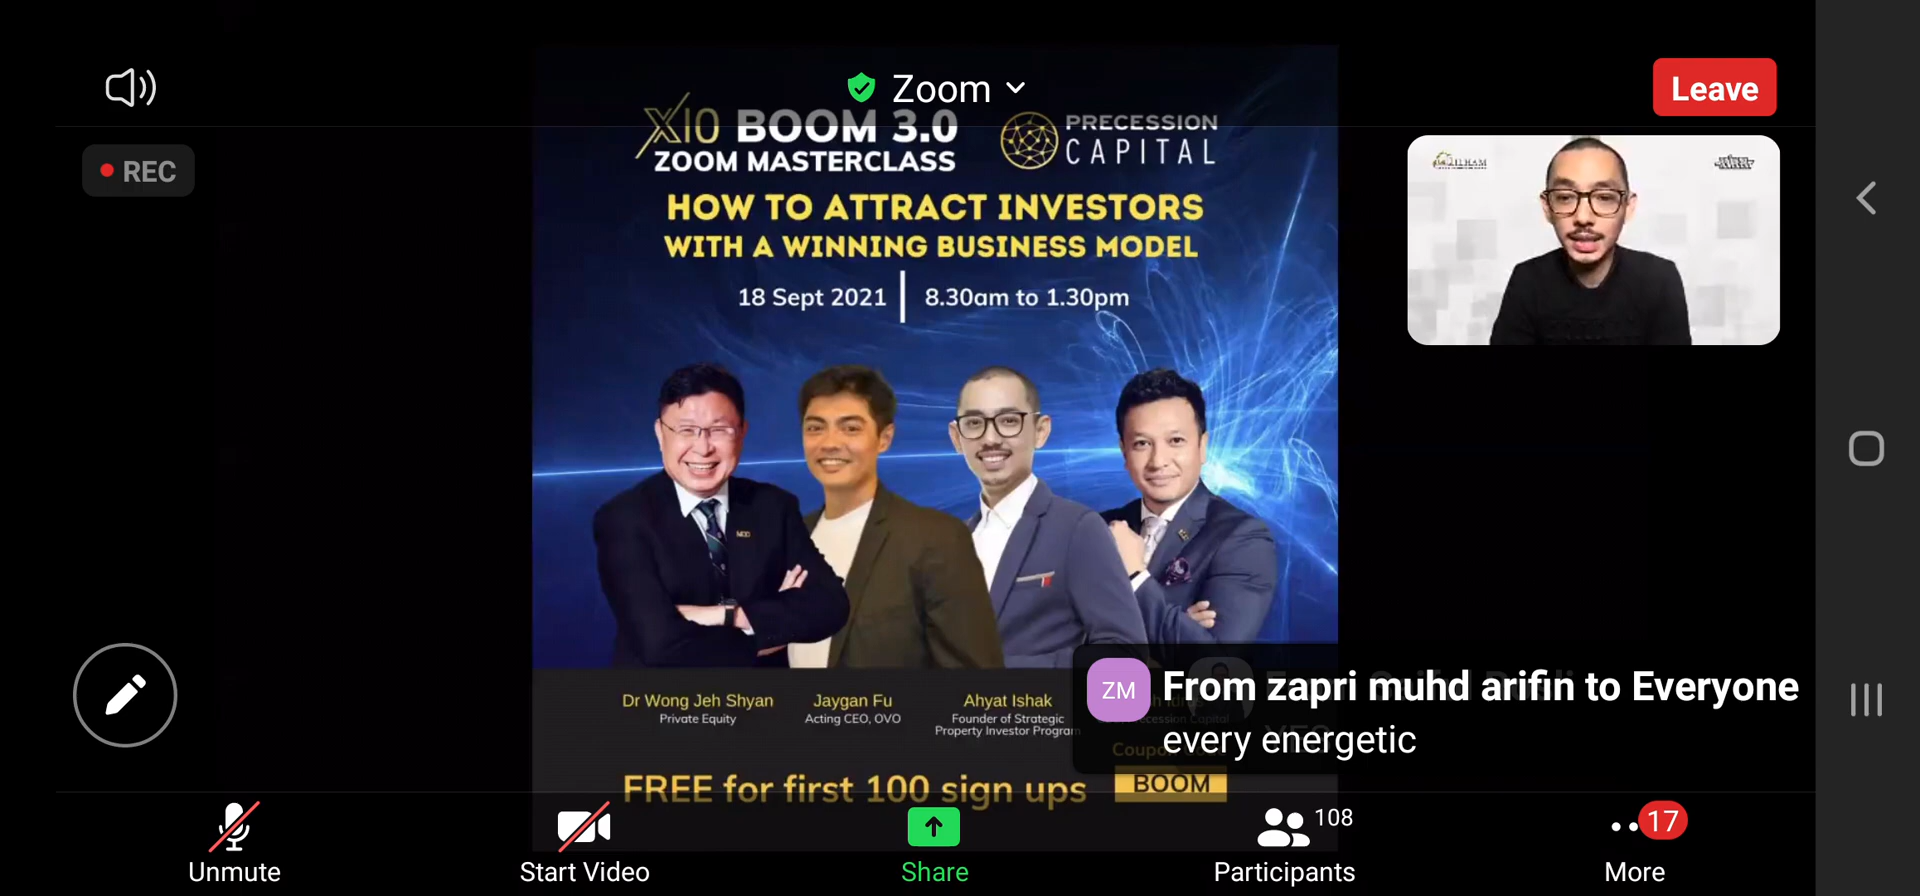 Zoom
Leave
REC
X10 BOOM 3.0
ZOOM MASTERCLASS
PRECESSION
CAPITAL
HOW TO ATTRACT INVESTORS
WITH A WINNING BUSINESS MODEL
18 Sept 2021
8.30am to 1.30pm
ILHAM
Dr Wong Jeh Shyan
Private Equity
Jaygan Fu
Acting CEO, OVO
Ahyat Ishak
Founder of Strategic
Property Investor Program
ZM
From zapri muhd arifin to Everyone
every energetic
FREE for first 100 sign ups
BOOM
Unmute
Start Video
Share
Participants
108
More
17